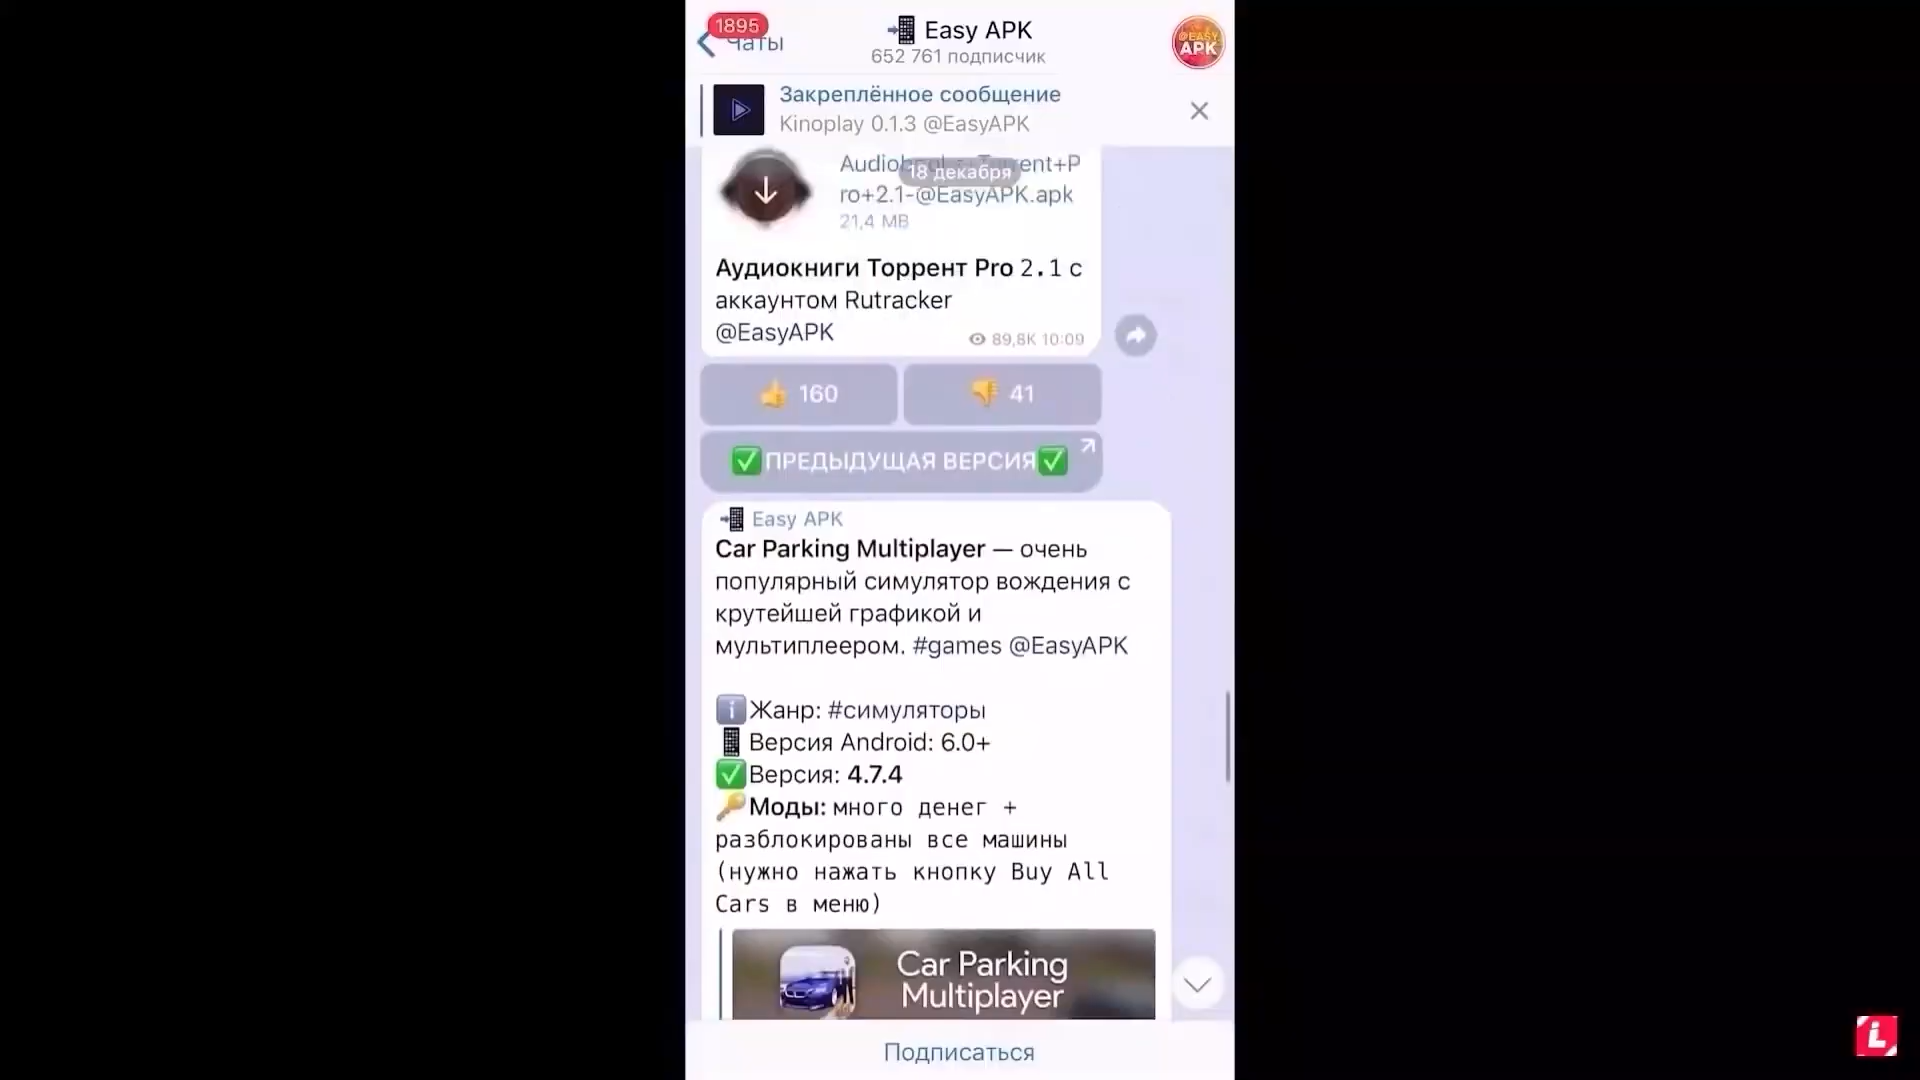 1895
Чаты
Easy APK
652 761 подписчик
@EASY
APK
Закреплённое сообщение
Kinoplay 0.1.3 @EasyAPK
18 декабря
ro+2.1-@EasyAPK.apk
21,4 MB
Аудиокниги Торрент Pro 2.1 с
аккаунтом Rutracker
@EasyAPK
89,8K 10:09
160
41
ПРЕДЫДУЩАЯ ВЕРСИЯ
Easy APK
Car Parking Multiplayer — очень
популярный симулятор вождения с
крутейшей графикой и
мультиплеером. #games @EasyAPK
Жанр: #симуляторы
Версия Android: 6.0+
Версия: 4.7.4
Моды: много денег +
разблокированы все машины
(нужно нажать кнопку Buy All
Cars в меню)
Car Parking
Multiplayer
Подписаться
L